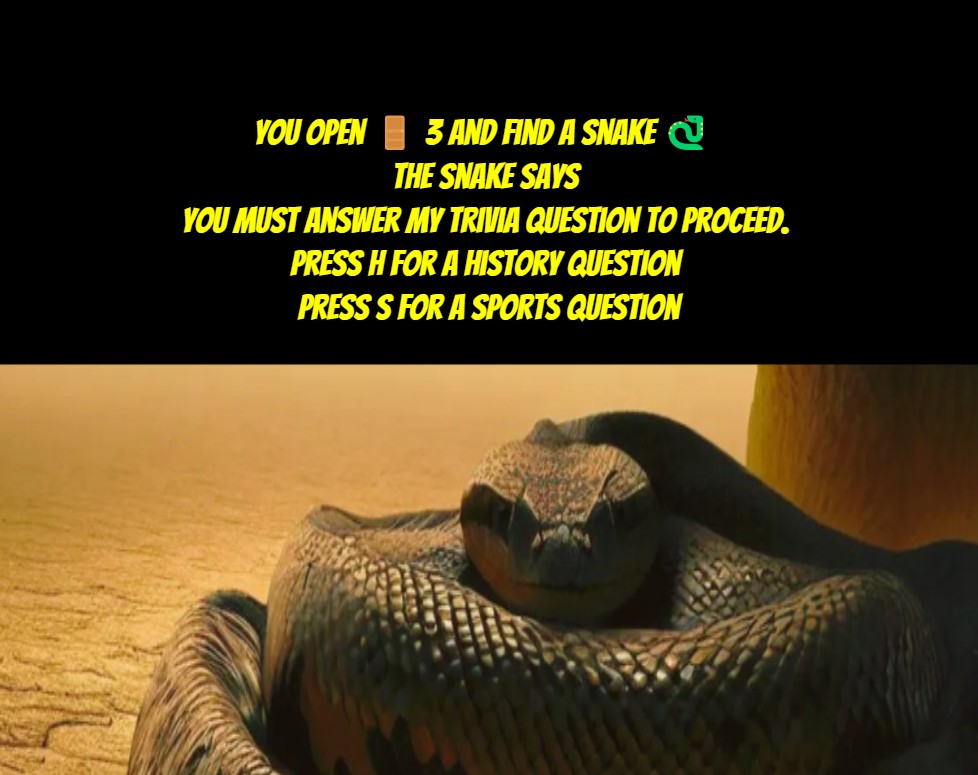 YOU OPEN 🚪 3 AND FIND A SNAKE 🐍
THE SNAKE SAYS
YOU MUST ANSWER MY TRIVIA QUESTION TO PROCEED.
PRESS H FOR A HISTORY QUESTION
PRESS S FOR A SPORTS QUESTION